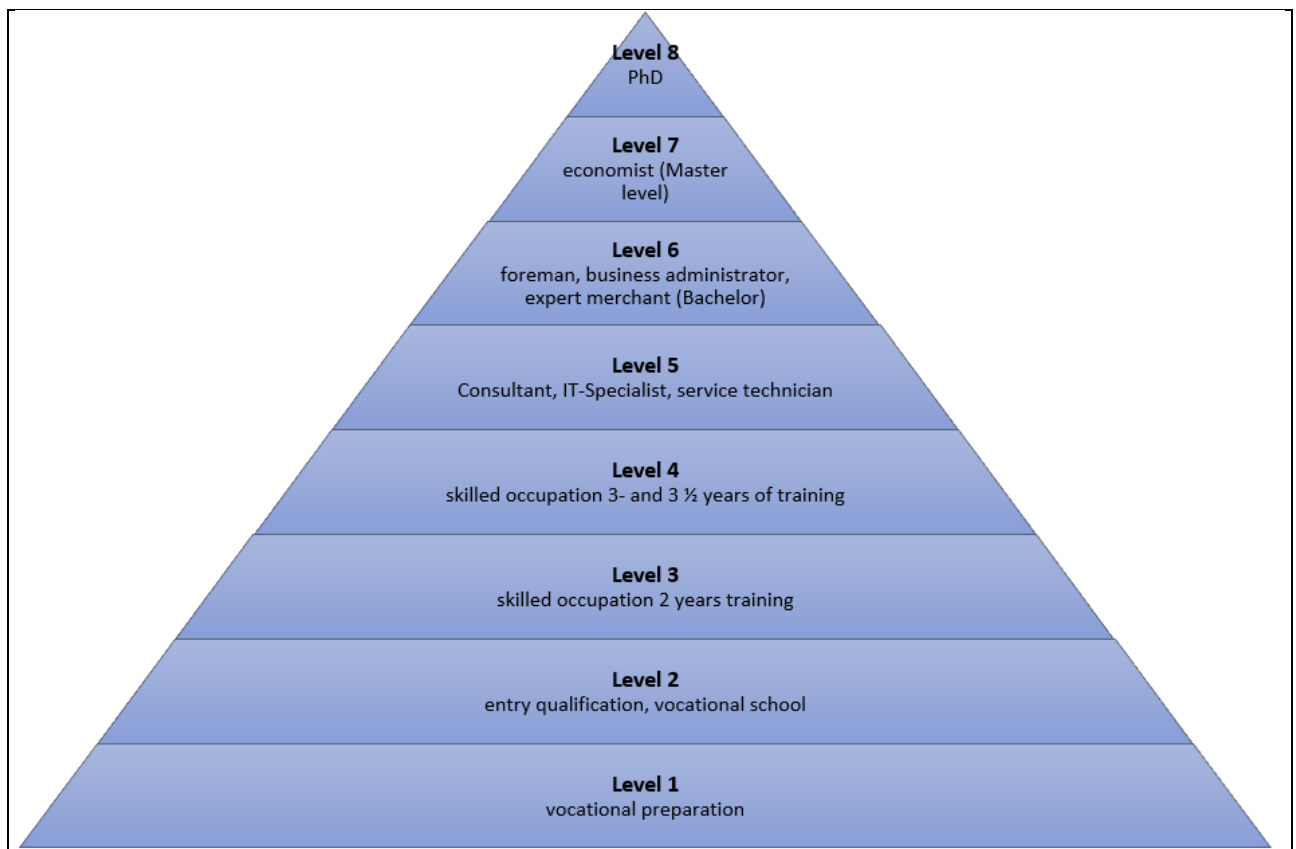 Level 8
PhD
Level 7
economist (Master
level)
Level 6
foreman, business administrator,
expert merchant (Bachelor)
Level 5
Consultant, IT-Specialist, service technician
Level 4
skilled occupation 3- and 3 ½ years of training
Level 3
skilled occupation 2 years training
Level 2
entry qualification, vocational school
Level 1
vocational preparation